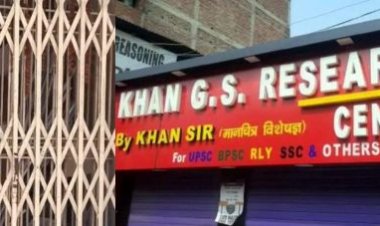 REASONING
KHAN G.S. RESEAR
CEN
By KHAN SIR (मानचित्र विशेषज्ञ)
For UPSC BPSC RLY SSC & OTHERS